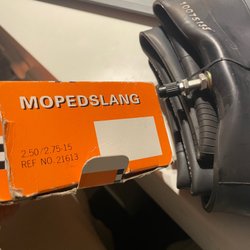 MOPEDSLANG
2.50/2.75-15
REF NO.21613